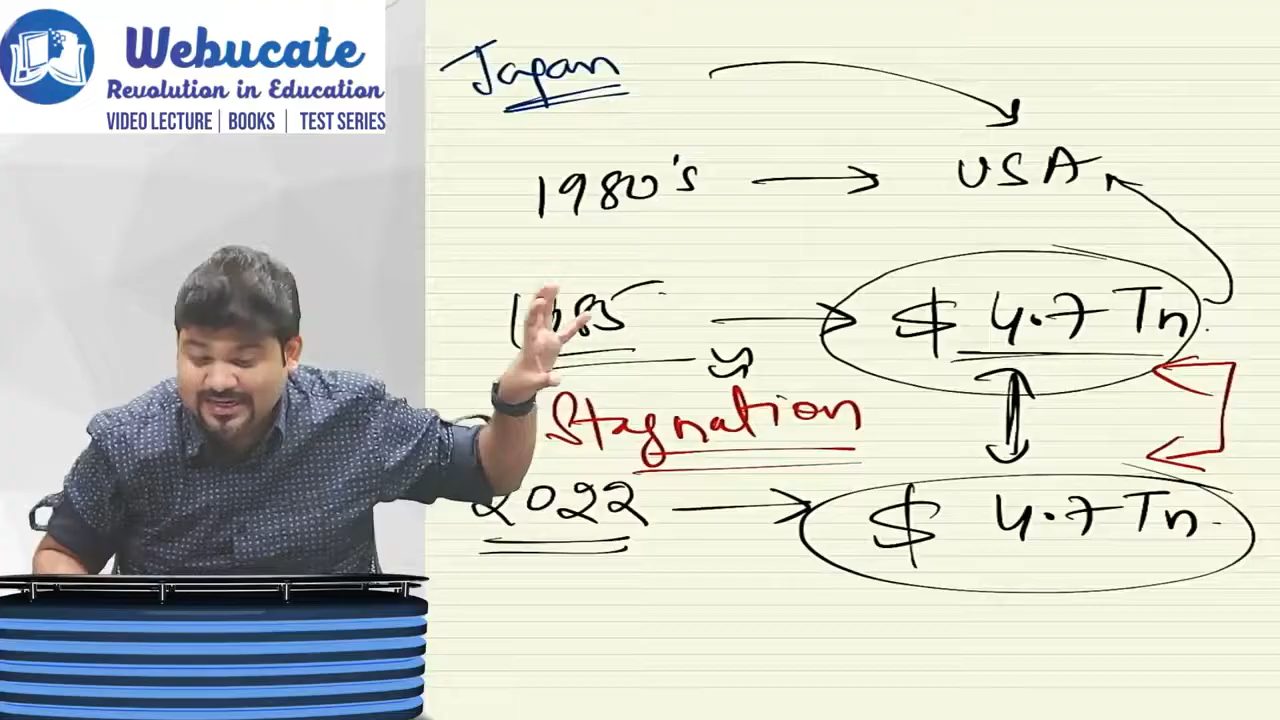 Webucate
Revolution in Education
VIDEO LECTURE | BOOKS | TEST SERIES
Japan
1980's → USA
1985 → $ 4.7 Tn
Stagnation
2022 → $ 4.7 Tn